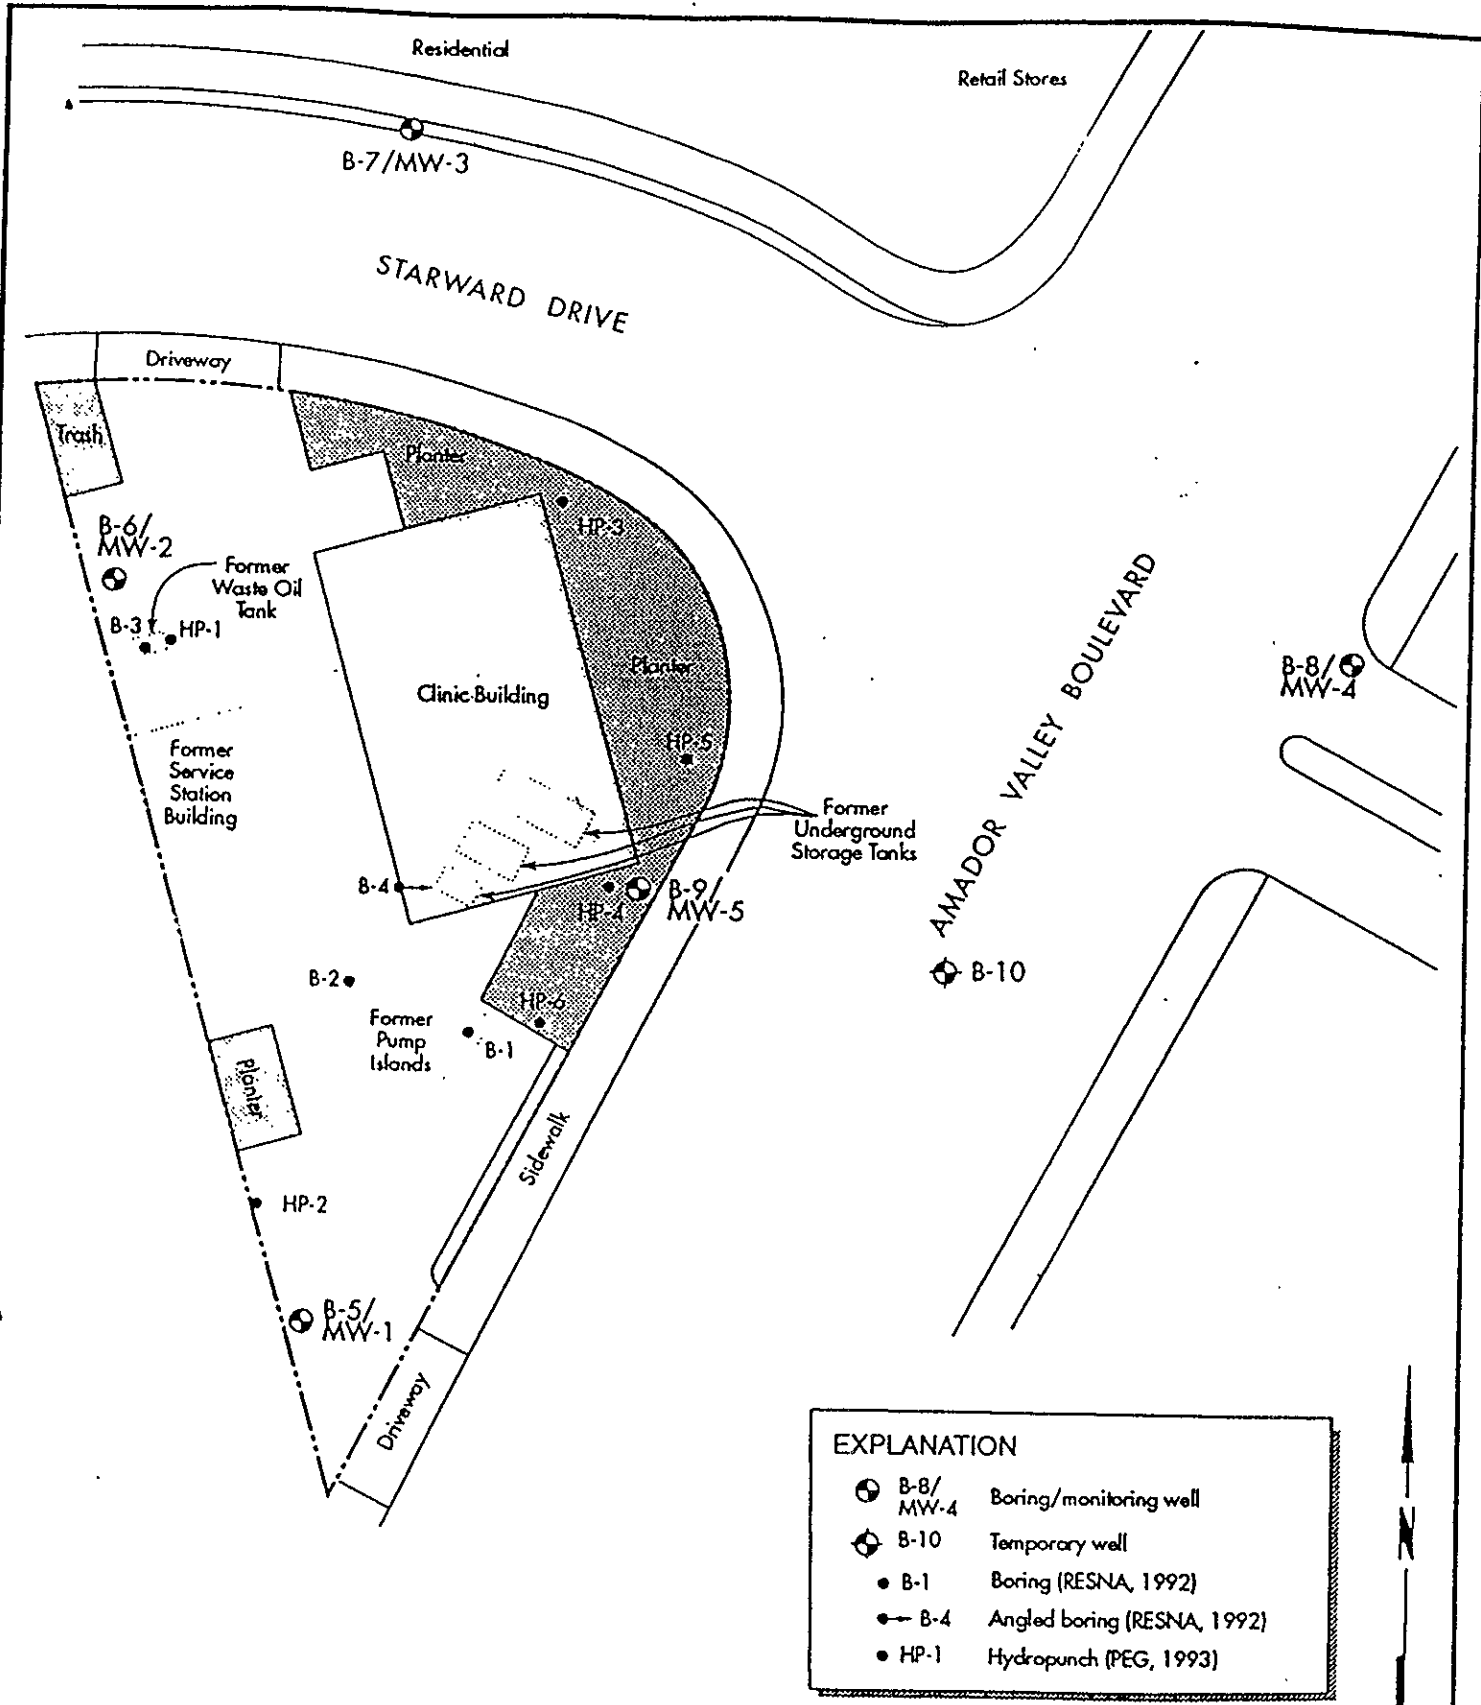 Residential
Retail Stores
B-7/MW-3
STARWARD DRIVE
Driveway
Trash
Planter
HP-3
B-6/
MW-2
Former
Waste Oil
Tank
B-3
HP-1
Planter
Clinic Building
B-8/
MW-4
AMADOR VALLEY BOULEVARD
HP-5
Former
Service
Station
Building
Former
Underground
Storage Tanks
B-4
HP-4
B-9/
MW-5
B-10
B-2
HP-6
Former
Pump
Islands
B-1
Planter
Sidewalk
HP-2
B-5/
MW-1
Driveway
EXPLANATION
B-8/
MW-4
Boring/monitoring well
B-10
Temporary well
B-1
Boring (RESNA, 1992)
B-4
Angled boring (RESNA, 1992)
HP-1
Hydropunch (PEG, 1993)
N